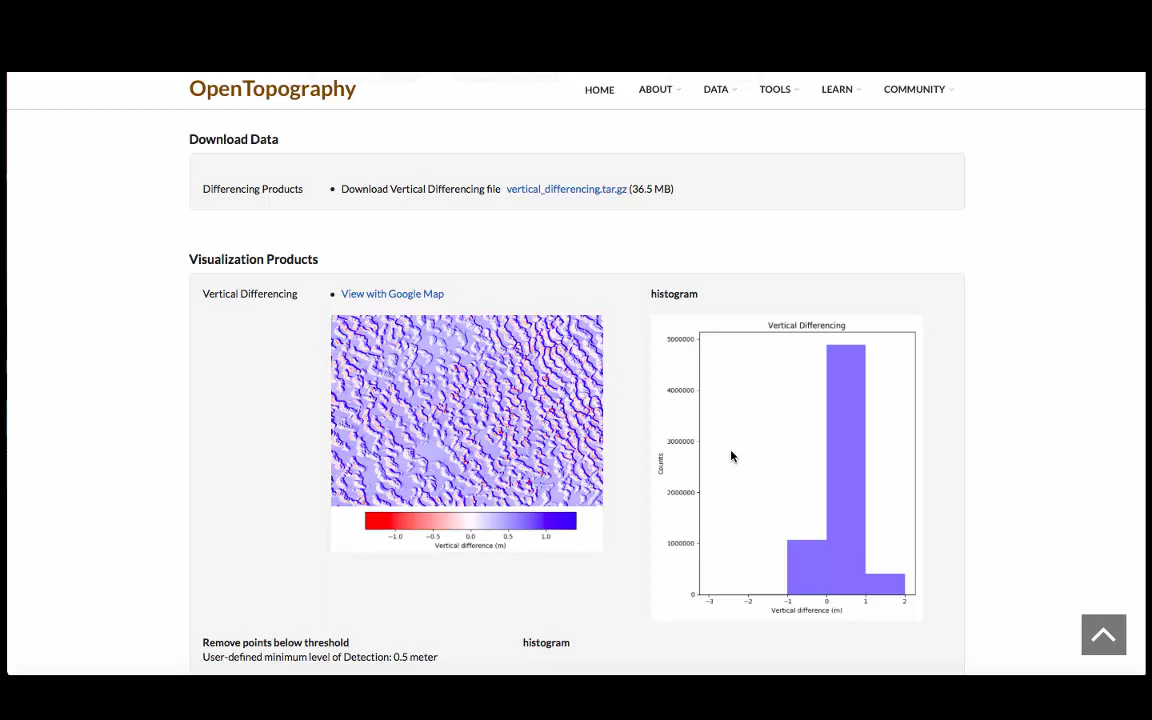 OpenTopography
HOME ABOUT DATA TOOLS LEARN COMMUNITY
Download Data
Differencing Products • Download Vertical Differencing file vertical_differencing.tar.gz (36.5 MB)
Visualization Products
Vertical Differencing • View with Google Map
histogram
−1.0 −0.5 0.0 0.5 1.0
Vertical difference (m)
Vertical Differencing
5000000
4000000
3000000
2000000
1000000
0
Counts
−3 −2 −1 0 1 2
Vertical difference (m)
Remove points below threshold
User-defined minimum level of Detection: 0.5 meter
histogram